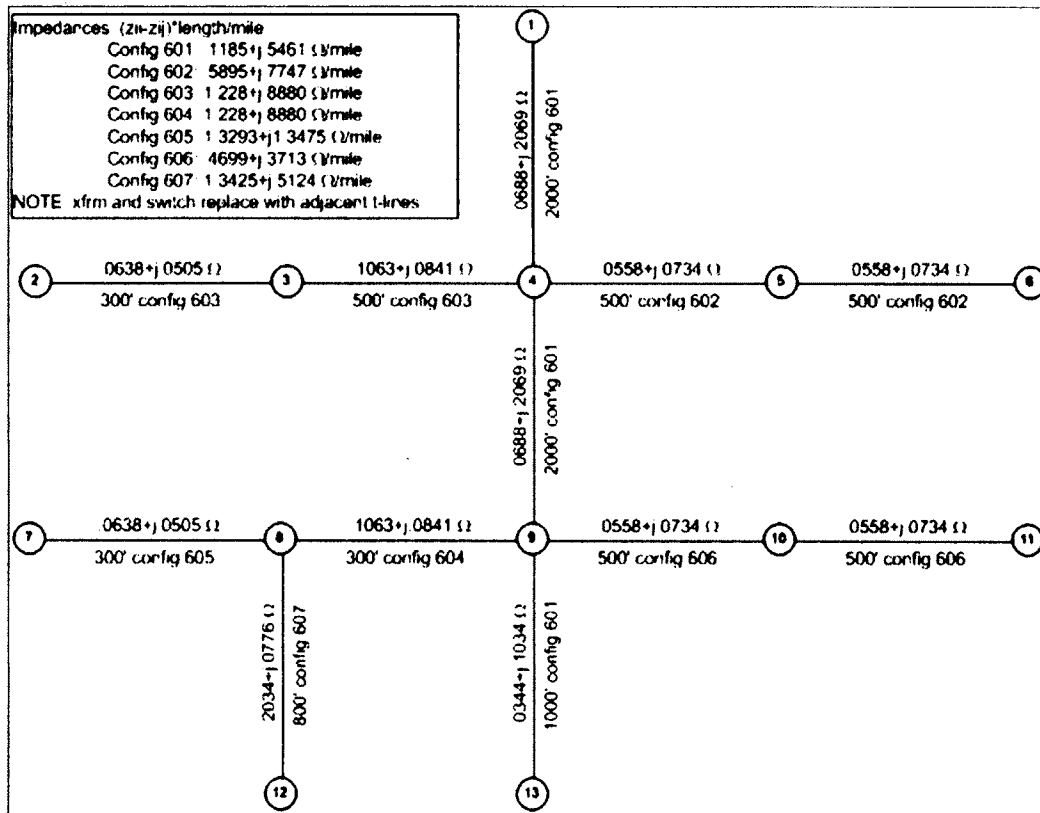 Impedances (zii-zij)*length/mile
Config 601 1185+j 5461 Ω/mile
Config 602 5895+j 7747 Ω/mile
Config 603 1 228+j 8880 Ω/mile
Config 604 1 228+j 8880 Ω/mile
Config 605 1 3293+j1 3475 Ω/mile
Config 606 4699+j 3713 Ω/mile
Config 607 1 3425+j 5124 Ω/mile
NOTE xfrm and switch replace with adjacent t-lines
1
0688+j 2069 Ω
2000' config 601
2
0638+j 0505 Ω
300' config 603
3
1063+j 0841 Ω
500' config 603
4
0558+j 0734 Ω
500' config 602
5
0558+j 0734 Ω
500' config 602
6
0688+j 2069 Ω
2000' config 601
7
.0638+j 0505 Ω
300' config 605
8
1063+j.0841 Ω
300' config 604
9
0558+j 0734 Ω
500' config 606
10
0558+j 0734 Ω
500' config 606
11
2034+j 0776 Ω
800' config 607
0344+j 1034 Ω
1000' config 601
12
13